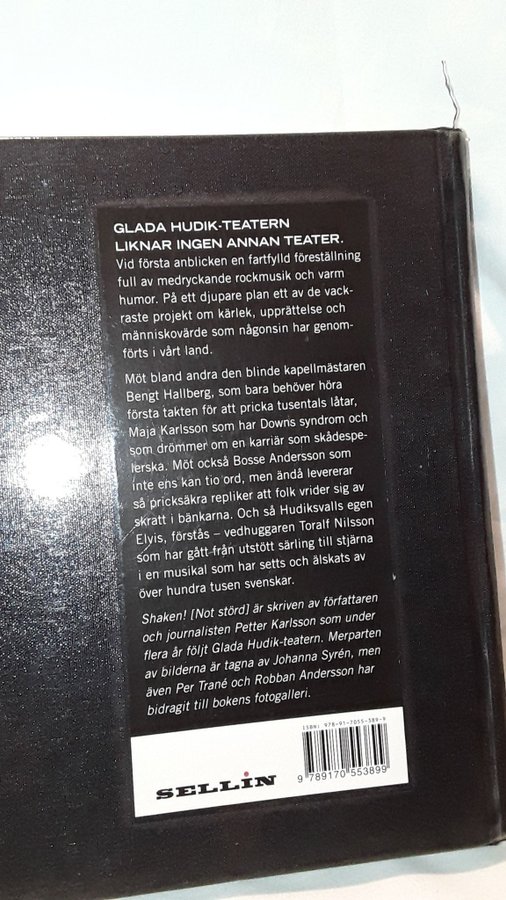 GLADA HUDIK-TEATERN
LIKNAR INGEN ANNAN TEATER.
Vid första anblicken en fartfylld föreställning
full av medryckande rockmusik och varm
humor. På ett djupare plan ett av de vack-
raste projekt om kärlek, upprättelse och
människovärde som någonsin har genom-
förts i vårt land.
Möt bland andra den blinde kapellmästaren
Bengt Hallberg, som bara behöver höra
första takten för att pricka tusentals låtar,
Maja Karlsson som har Downs syndrom och
som drömmer om en karriär som skådespe-
lerska. Möt också Bosse Andersson som
inte ens kan tio ord, men ändå levererar
så pricksäkra repliker att folk vrider sig av
skratt i bänkarna. Och så Hudiksvalls egen
Elvis, förstås – vedhuggaren Toralf Nilsson
som har gått från utstött särling till stjärna
i en musikal som har setts och älskats av
över hundra tusen svenskar.
Shaken! [Not störd] är skriven av författaren
och journalisten Petter Karlsson som under
flera år följt Glada Hudik-teatern. Merparten
av bilderna är tagna av Johanna Syrén, men
även Per Trané och Robban Andersson har
bidragit till bokens fotogalleri.
ISBN: 978-91-7055-389-9
9 789170 553899
SELLIN